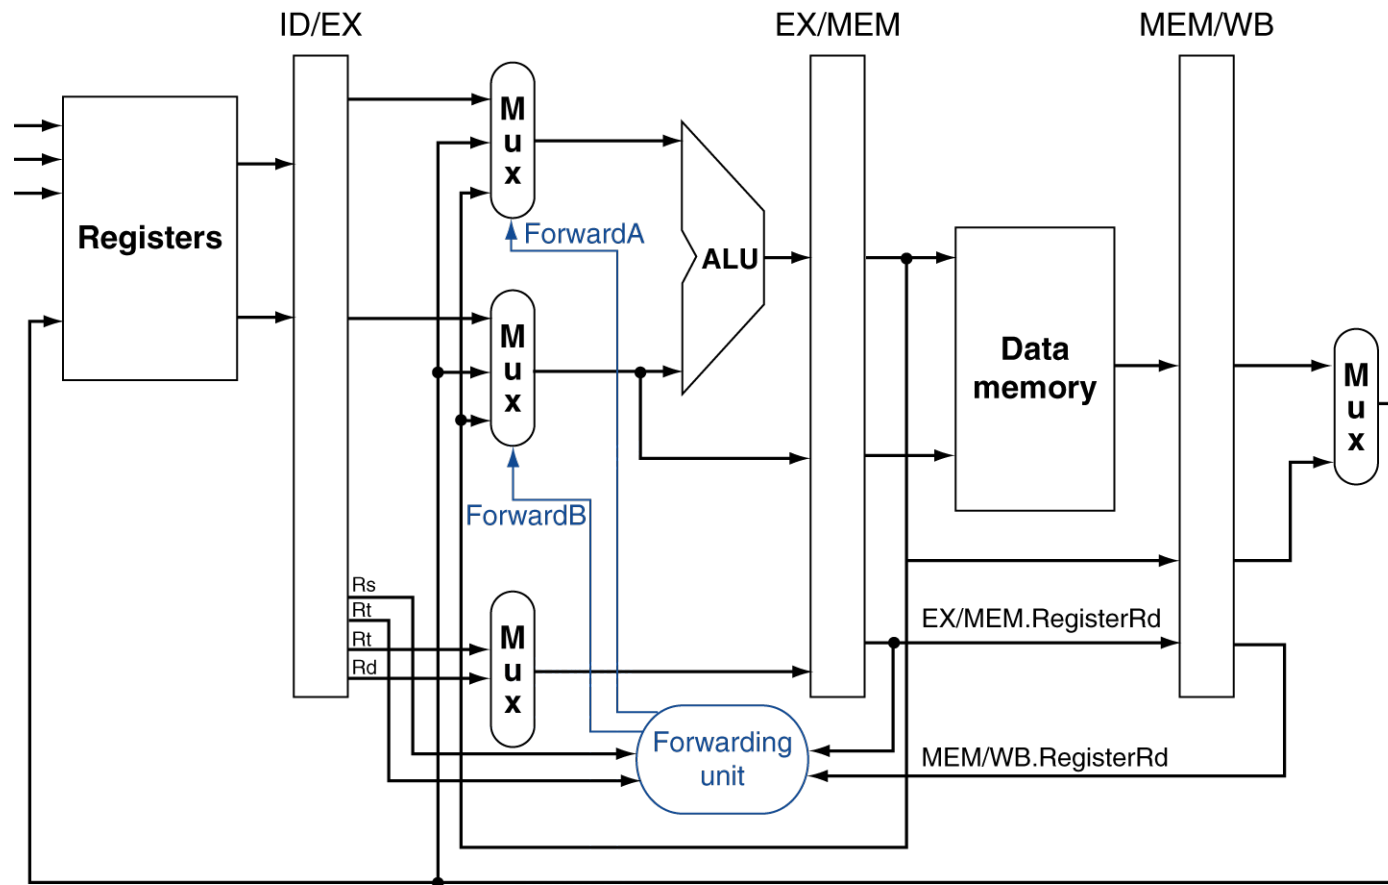 ID/EX
EX/MEM
MEM/WB
M
u
x
Registers
ForwardA
ALU
M
u
x
Data
memory
M
u
x
ForwardB
Rs
Rt
Rt
Rd
M
u
x
EX/MEM.RegisterRd
Forwarding
unit
MEM/WB.RegisterRd